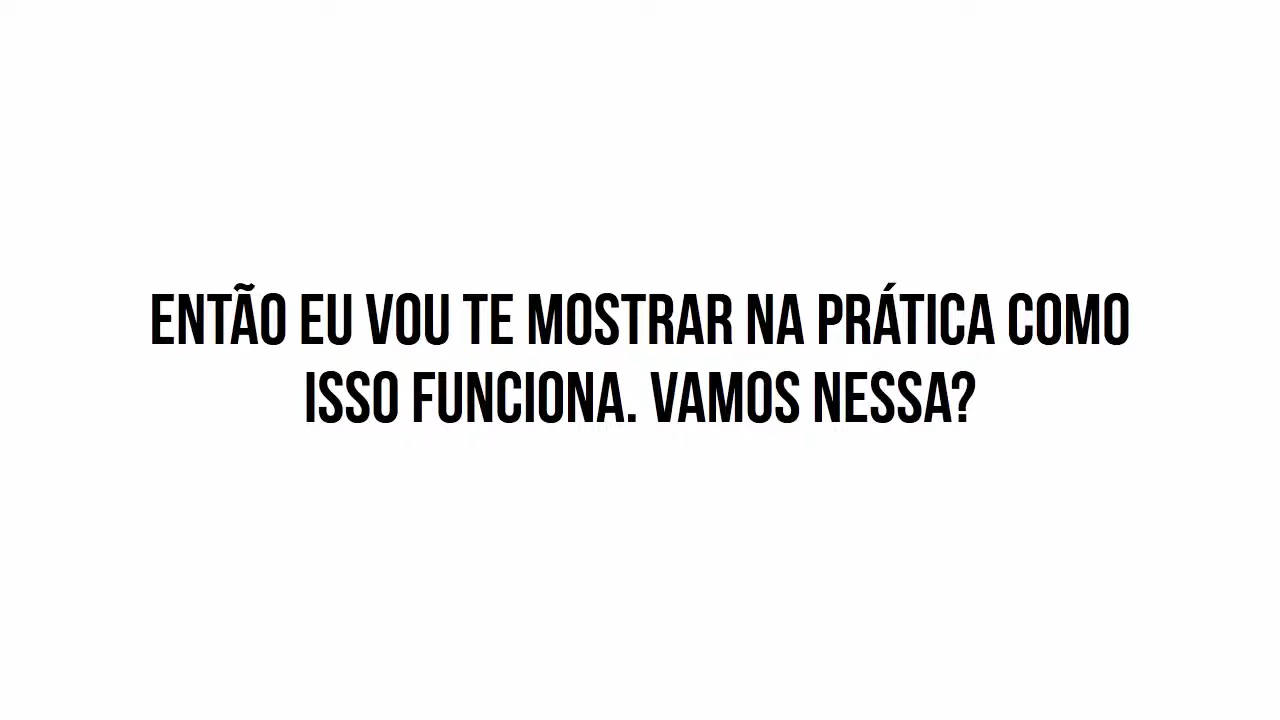 ENTÃO EU VOU TE MOSTRAR NA PRÁTICA COMO
ISSO FUNCIONA. VAMOS NESSA?